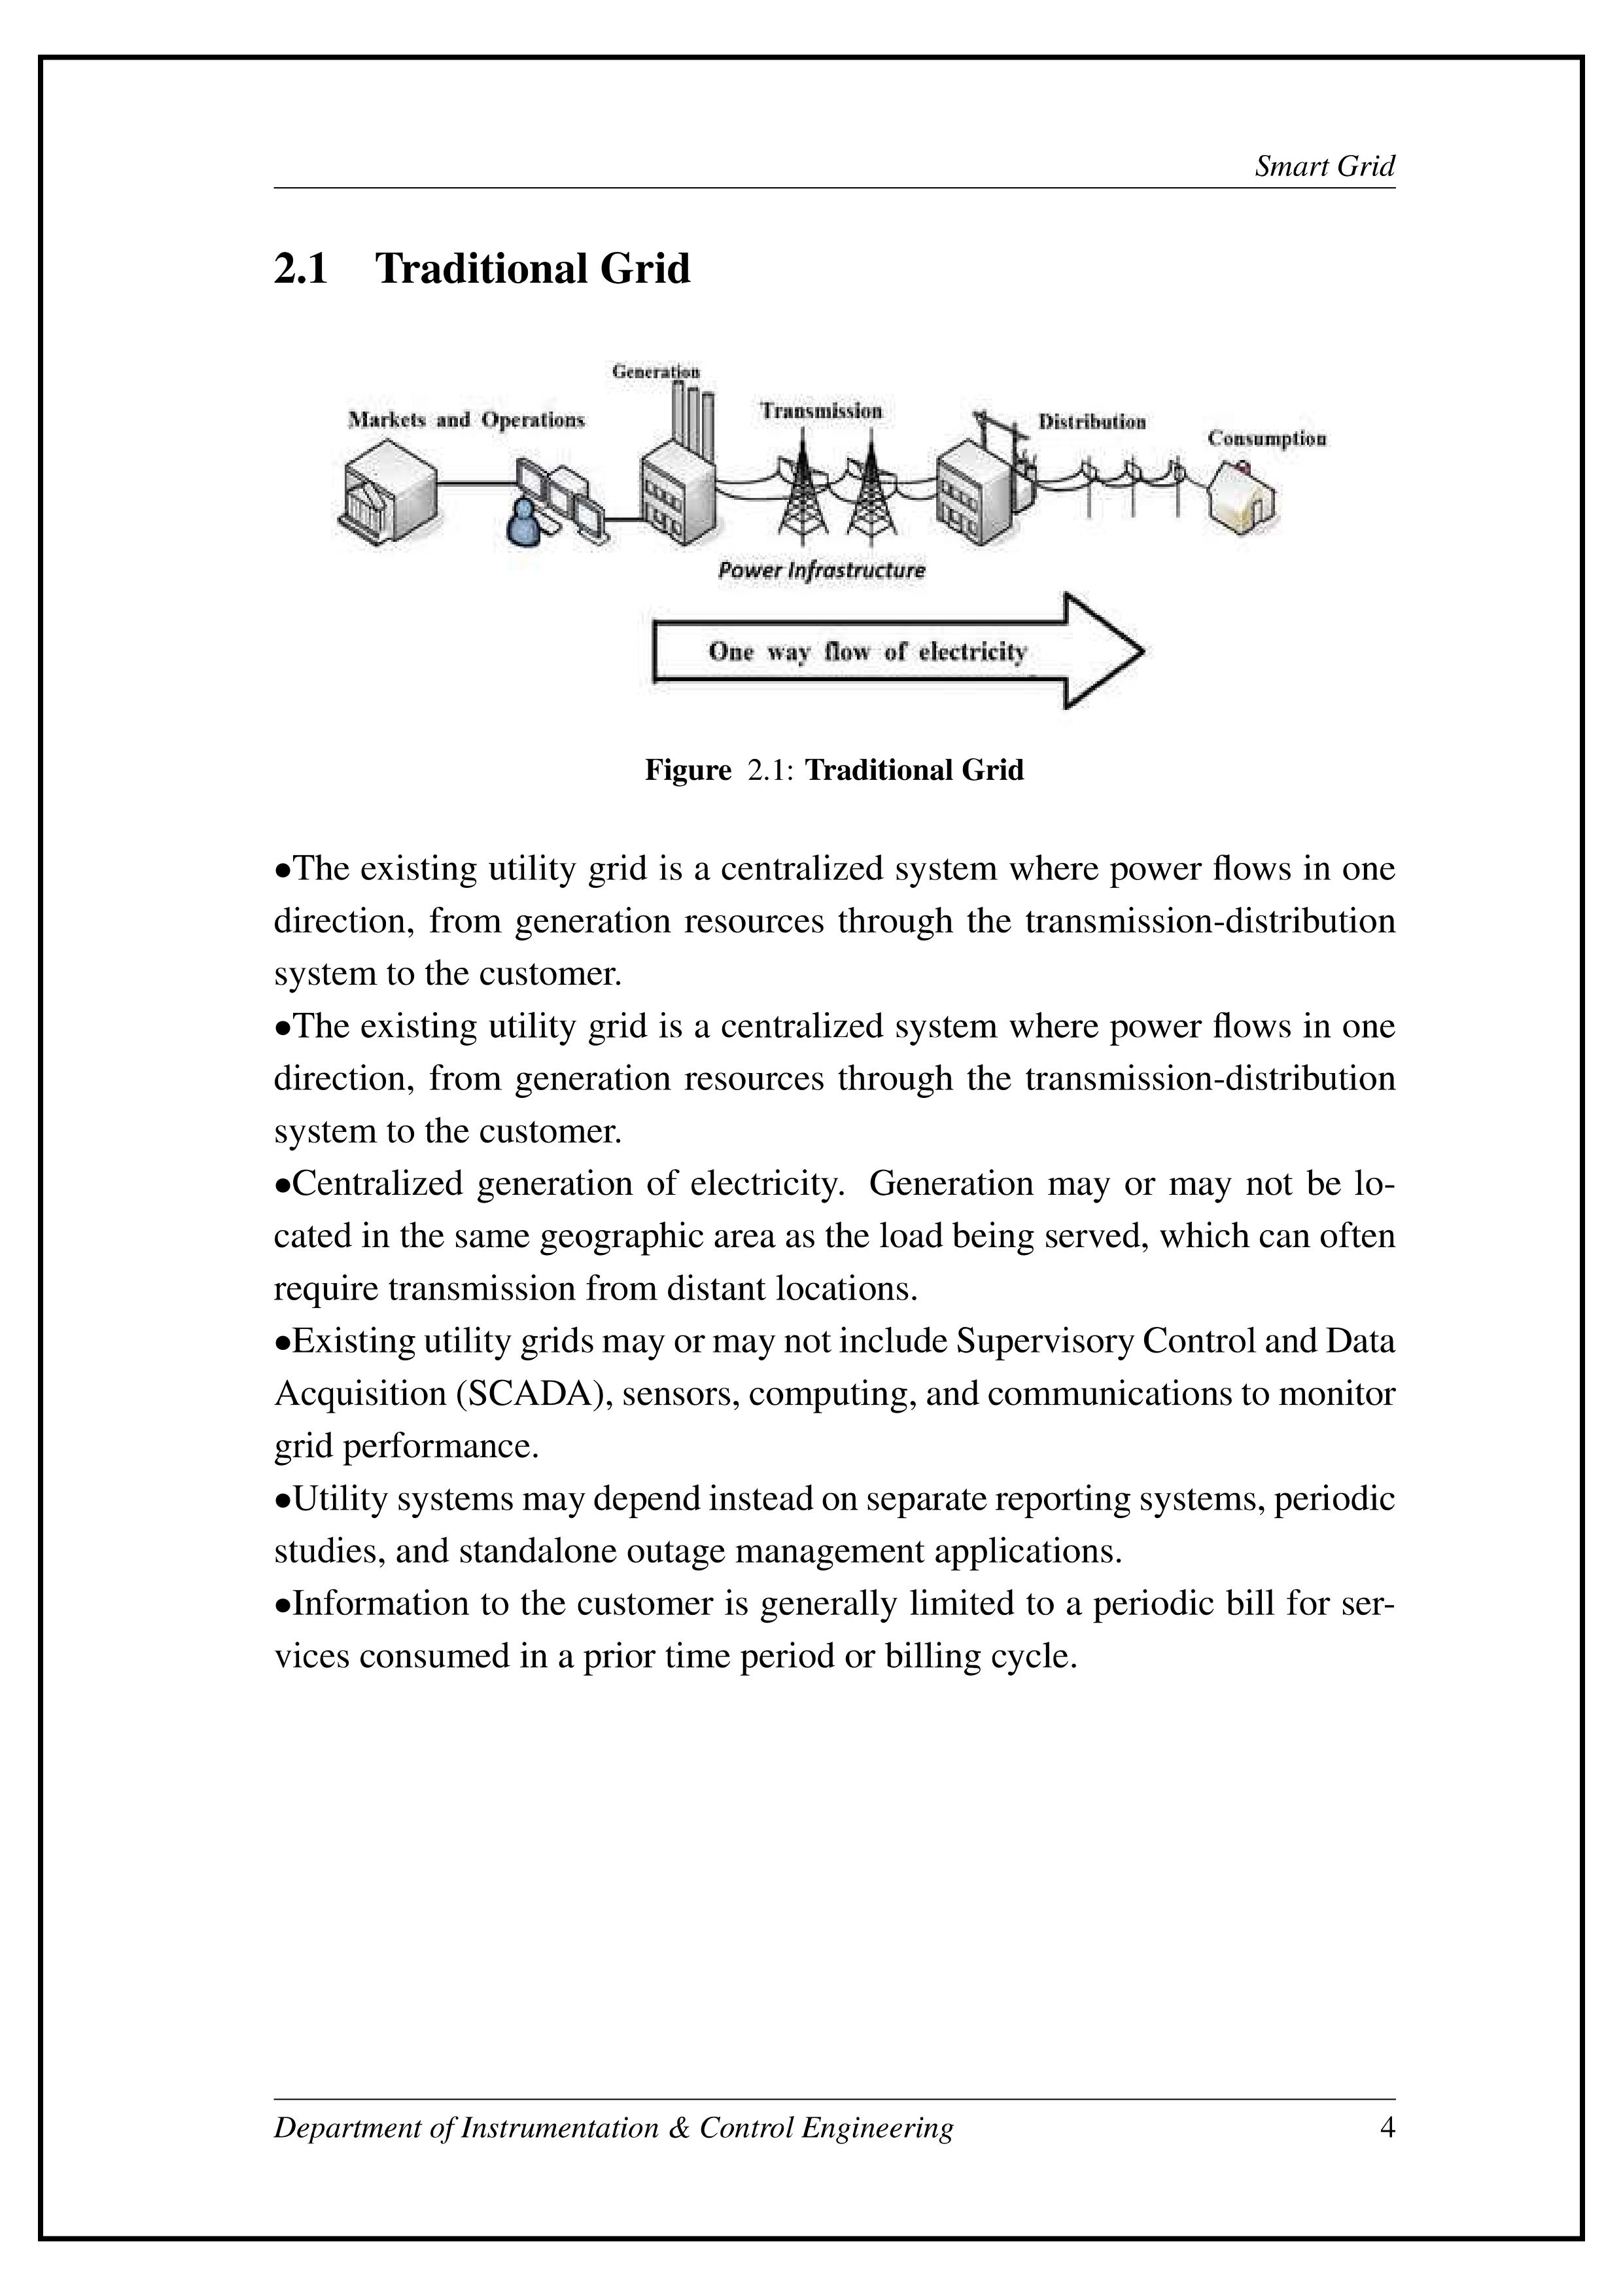 Smart Grid
2.1 Traditional Grid
Generation
Transmission
Markets and Operations
Distribution
Consumption
Power Infrastructure
One way flow of electricity
Figure 2.1: Traditional Grid
•The existing utility grid is a centralized system where power flows in one
direction, from generation resources through the transmission-distribution
system to the customer.
•The existing utility grid is a centralized system where power flows in one
direction, from generation resources through the transmission-distribution
system to the customer.
•Centralized generation of electricity. Generation may or may not be lo-
cated in the same geographic area as the load being served, which can often
require transmission from distant locations.
•Existing utility grids may or may not include Supervisory Control and Data
Acquisition (SCADA), sensors, computing, and communications to monitor
grid performance.
•Utility systems may depend instead on separate reporting systems, periodic
studies, and standalone outage management applications.
•Information to the customer is generally limited to a periodic bill for ser-
vices consumed in a prior time period or billing cycle.
Department of Instrumentation & Control Engineering 4